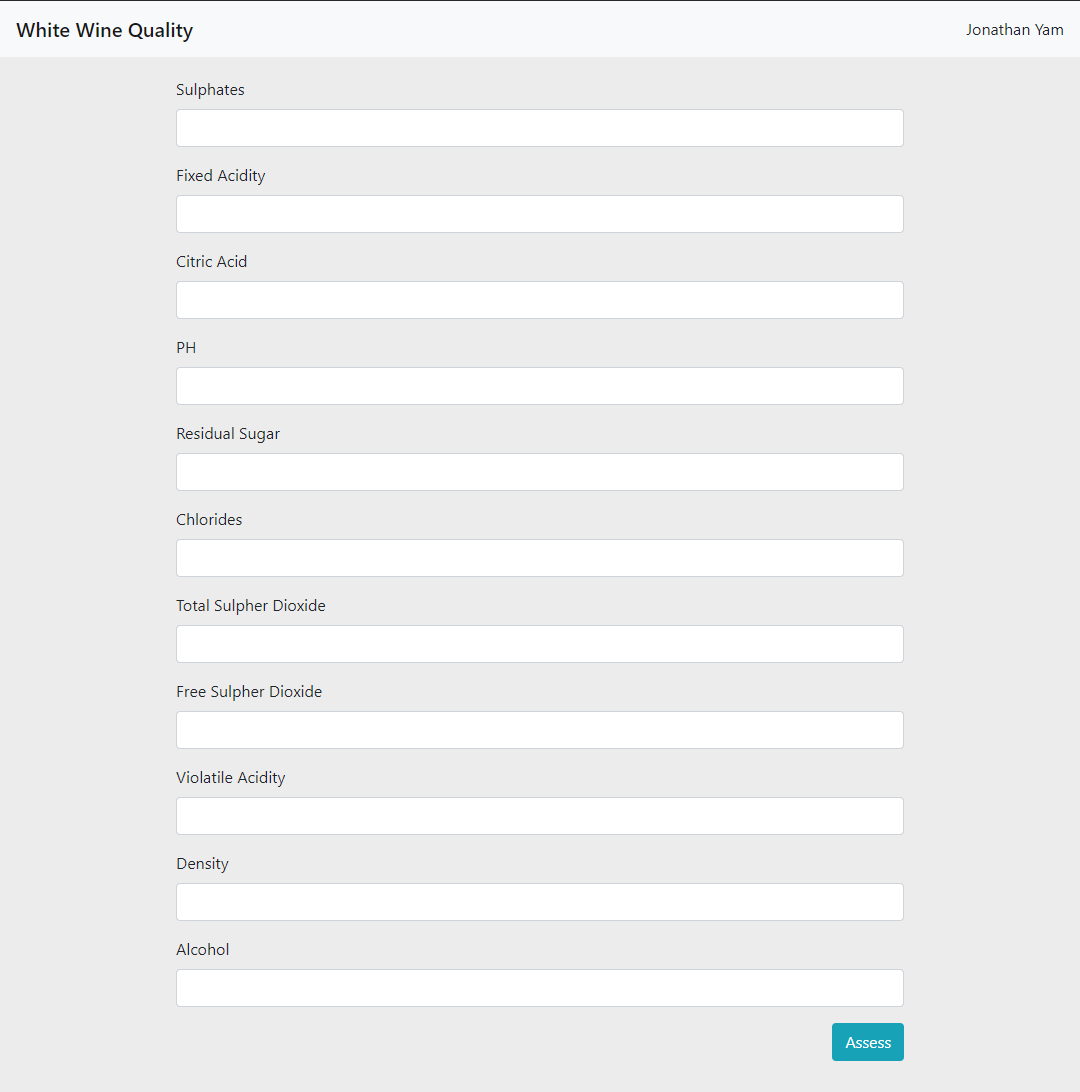 White Wine Quality
Jonathan Yam
Sulphates
Fixed Acidity
Citric Acid
PH
Residual Sugar
Chlorides
Total Sulpher Dioxide
Free Sulpher Dioxide
Violatile Acidity
Density
Alcohol
Assess